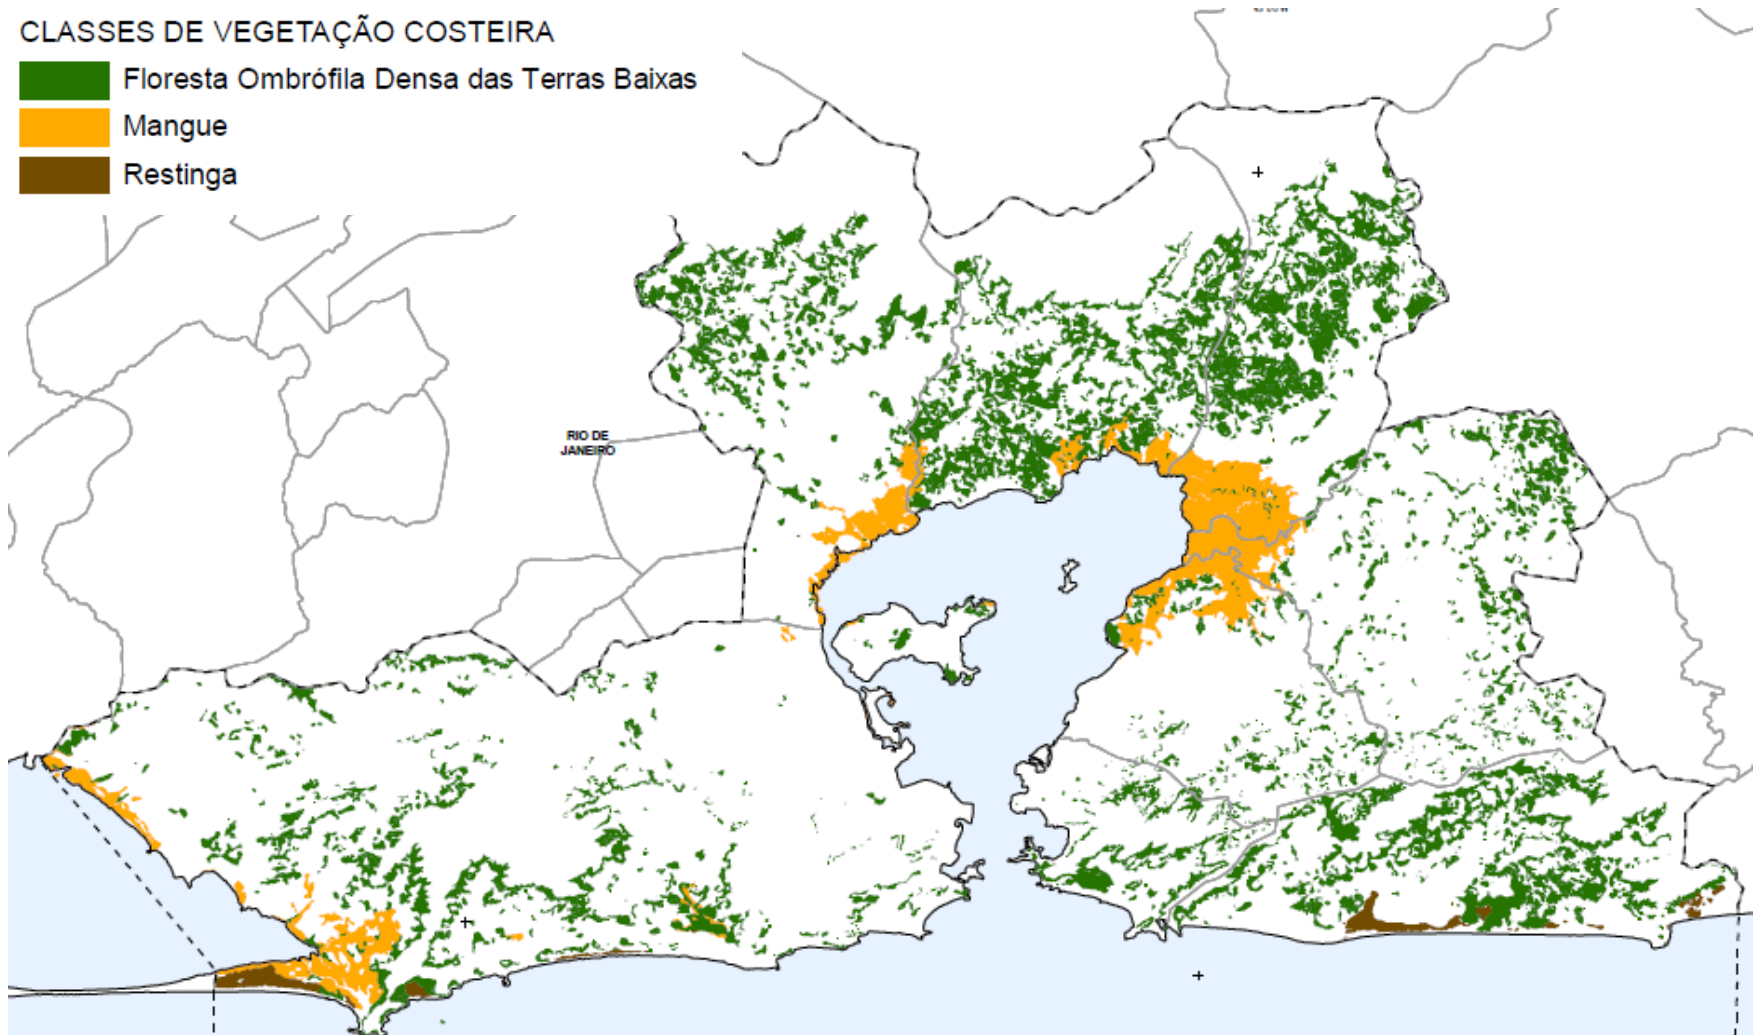 CLASSES DE VEGETAÇÃO COSTEIRA
Floresta Ombrófila Densa das Terras Baixas
Mangue
Restinga
RIO DE
JANEIRO